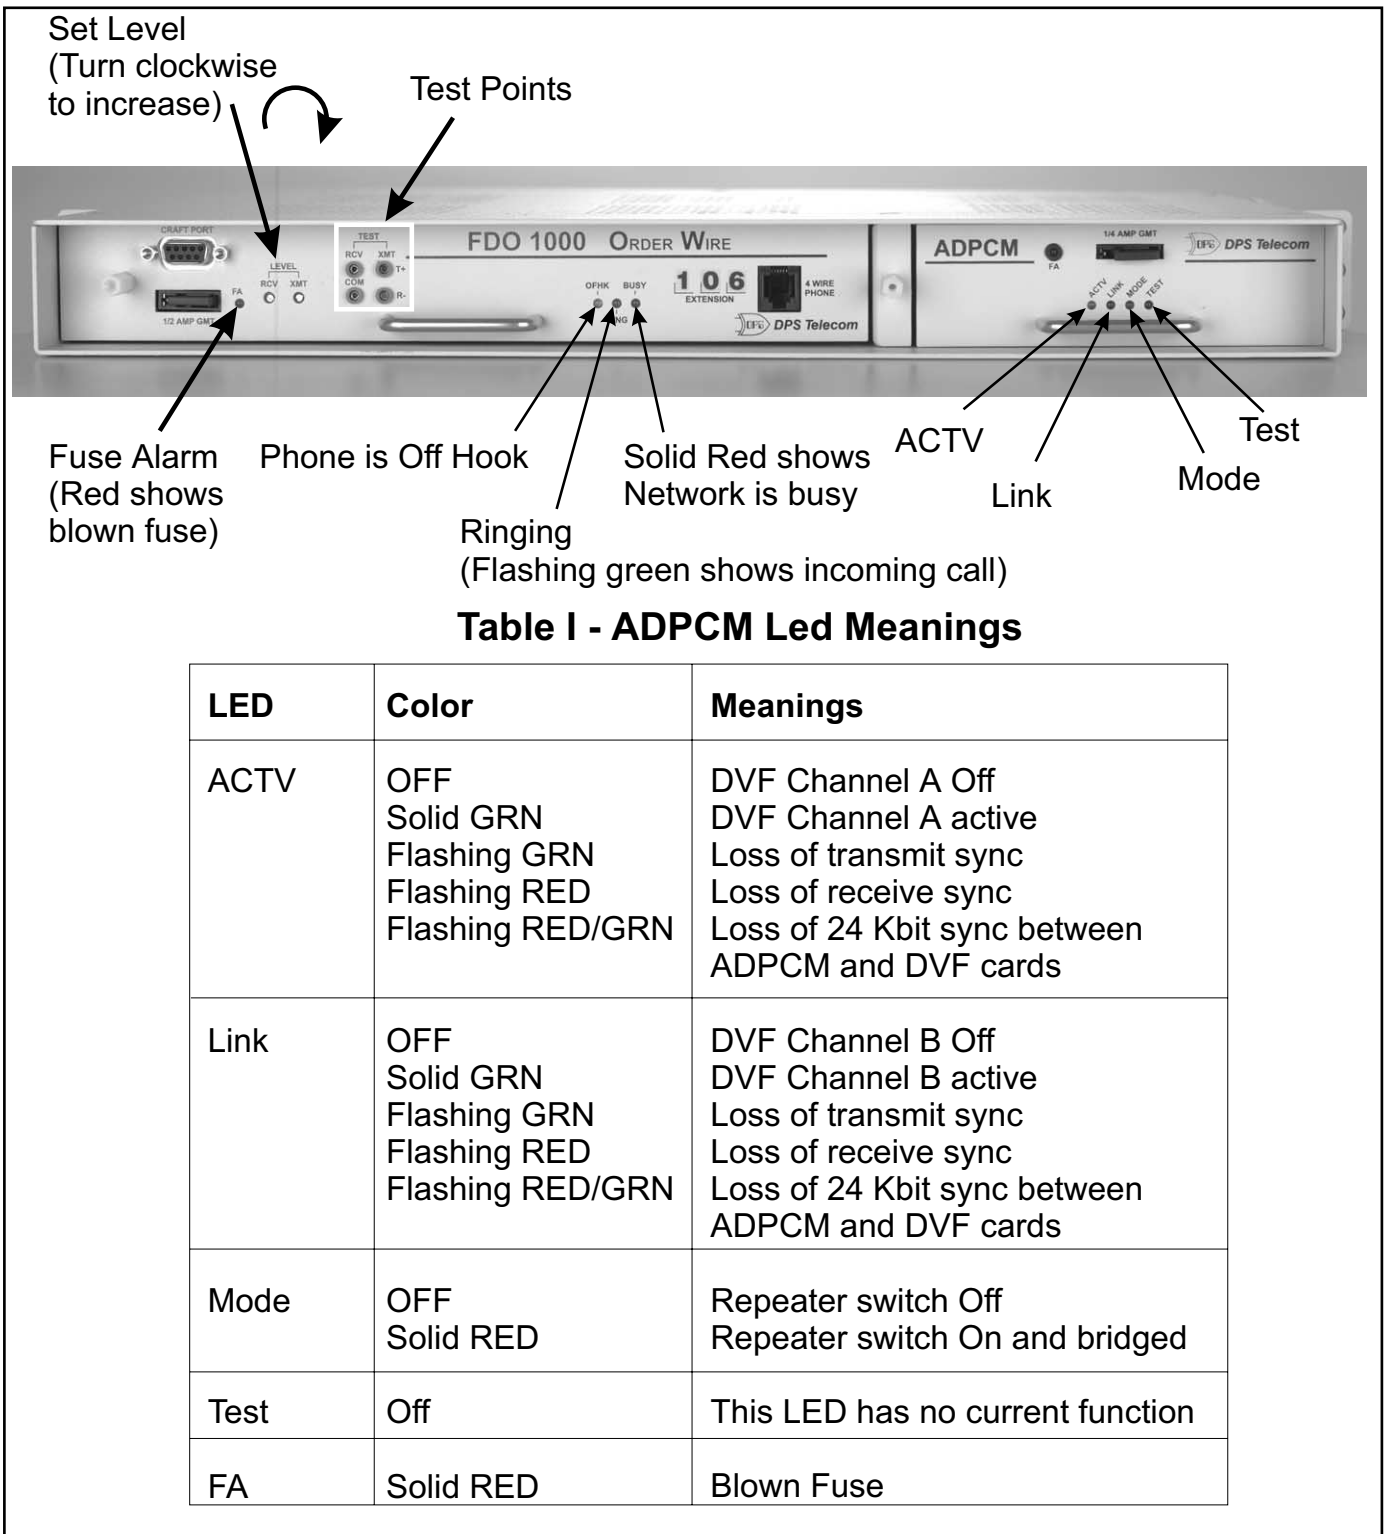 Set Level
(Turn clockwise
to increase)
Test Points
CRAFT PORT
1/2 AMP GMT
FA
LEVEL
RCV XMT
TEST
RCV XMT
COM
T+
R-
FDO 1000 ORDER WIRE
OFHK BUSY
106
EXTENSION
4 WIRE
PHONE
DPS Telecom
ADPCM
FA
1/4 AMP GMT
DPS DPS Telecom
ACTV LINK MODE TEST
Fuse Alarm
(Red shows
blown fuse)
Phone is Off Hook
Ringing
(Flashing green shows incoming call)
Solid Red shows
Network is busy
ACTV
Link
Mode
Test
Table I - ADPCM Led Meanings
LED Color Meanings
ACTV OFF DVF Channel A Off
Solid GRN DVF Channel A active
Flashing GRN Loss of transmit sync
Flashing RED Loss of receive sync
Flashing RED/GRN Loss of 24 Kbit sync between
ADPCM and DVF cards
Link OFF DVF Channel B Off
Solid GRN DVF Channel B active
Flashing GRN Loss of transmit sync
Flashing RED Loss of receive sync
Flashing RED/GRN Loss of 24 Kbit sync between
ADPCM and DVF cards
Mode OFF Repeater switch Off
Solid RED Repeater switch On and bridged
Test Off This LED has no current function
FA Solid RED Blown Fuse